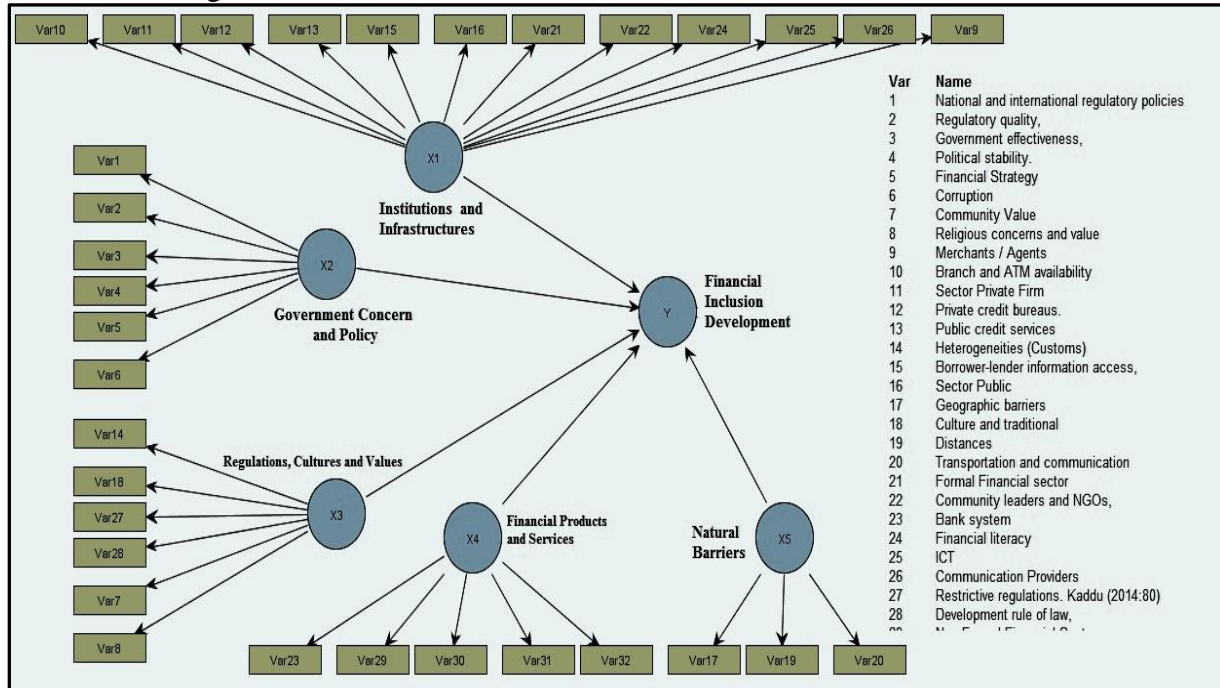 Var10 Var11 Var12 Var13 Var15 Var16 Var21 Var22 Var24 Var25 Var26 Var9
X1
Institutions and
Infrastructures
Var1
Var2
Var3
Var4
Var5
Var6
X2
Government Concern
and Policy
Y
Financial
Inclusion
Development
Var14
Var18
Var27
Var28
Var7
Var8
Regulations, Cultures and Values
X3
X4
Financial Products
and Services
Natural
Barriers
X5
Var23 Var29 Var30 Var31 Var32 Var17 Var19 Var20
Var Name
1 National and international regulatory policies
2 Regulatory quality,
3 Government effectiveness,
4 Political stability.
5 Financial Strategy
6 Corruption
7 Community Value
8 Religious concerns and value
9 Merchants / Agents
10 Branch and ATM availability
11 Sector Private Firm
12 Private credit bureaus.
13 Public credit services
14 Heterogeneities (Customs)
15 Borrower-lender information access,
16 Sector Public
17 Geographic barriers
18 Culture and traditional
19 Distances
20 Transportation and communication
21 Formal Financial sector
22 Community leaders and NGOs,
23 Bank system
24 Financial literacy
25 ICT
26 Communication Providers
27 Restrictive regulations. Kaddu (2014:80)
28 Development rule of law,